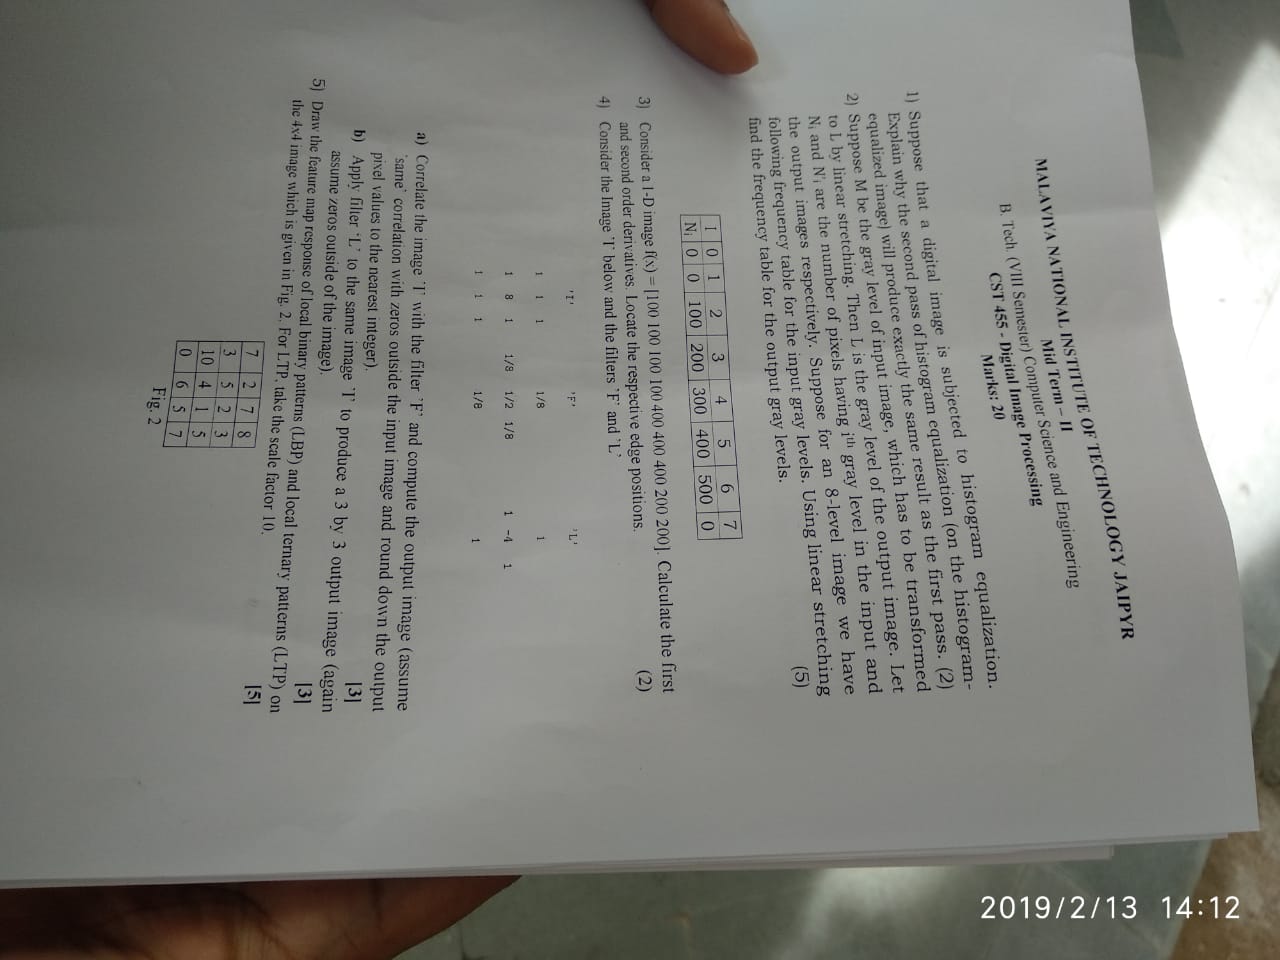 MALAVIYA NATIONAL INSTITUTE OF TECHNOLOGY JAIPYR
Mid Term – II
B. Tech. (VIII Semester) Computer Science and Engineering
CST 455 - Digital Image Processing
Marks: 20
1) Suppose that a digital image is subjected to histogram equalization.
Explain why the second pass of histogram equalization (on the histogram-
equalized image) will produce exactly the same result as the first pass. (2)
2) Suppose M be the gray level of input image, which has to be transformed
to L by linear stretching. Then L is the gray level of the output image. Let
Ni and N'i are the number of pixels having ith gray level in the input and
the output images respectively. Suppose for an 8-level image we have
following frequency table for the input gray levels. Using linear stretching
find the frequency table for the output gray levels. (5)
1 0 1 2 3 4 5 6 7
Ni 0 0 100 200 300 400 500 0
3) Consider a 1-D image f(x) = [100 100 100 100 400 400 400 200 200]. Calculate the first
and second order derivatives. Locate the respective edge positions. (2)
4) Consider the Image 'I' below and the filters 'F' and 'L'
'I' 'F' 'L'
1 1 1 1/8 1
1 8 1 1/8 1/2 1/8 1 -4 1
1 1 1 1/8 1
a) Correlate the image 'I' with the filter 'F' and compute the output image (assume
'same' correlation with zeros outside the input image and round down the output
pixel values to the nearest integer). [3]
b) Apply filter 'L' to the same image 'I' to produce a 3 by 3 output image (again
assume zeros outside of the image). [3]
5) Draw the feature map response of local binary patterns (LBP) and local ternary patterns (LTP) on
the 4x4 image which is given in Fig. 2. For LTP, take the scale factor 10. [5]
7 2 7 8
3 5 2 3
10 4 1 5
0 6 5 7
Fig. 2
2019/2/13 14:12